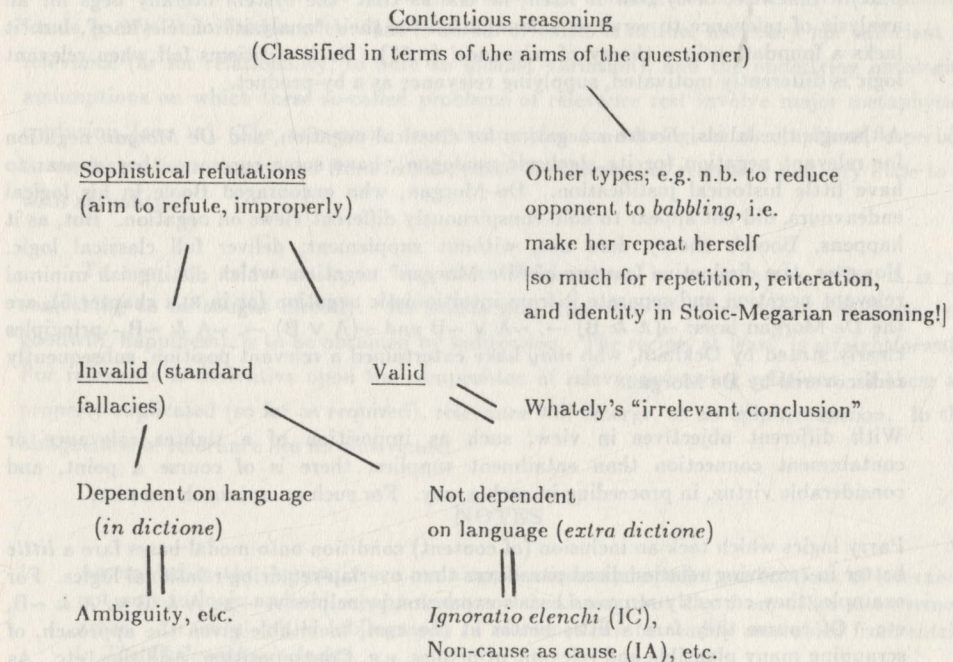 Contentious reasoning
(Classified in terms of the aims of the questioner)
Sophistical refutations
(aim to refute, improperly)
Other types; e.g. n.b. to reduce
opponent to babbling, i.e.
make her repeat herself
[so much for repetition, reiteration,
and identity in Stoic-Megarian reasoning!]
Invalid (standard
fallacies)
Valid
Whately's "irrelevant conclusion"
Dependent on language
(in dictione)
Not dependent
on language (extra dictione)
Ambiguity, etc.
Ignoratio elenchi (IC),
Non-cause as cause (IA), etc.